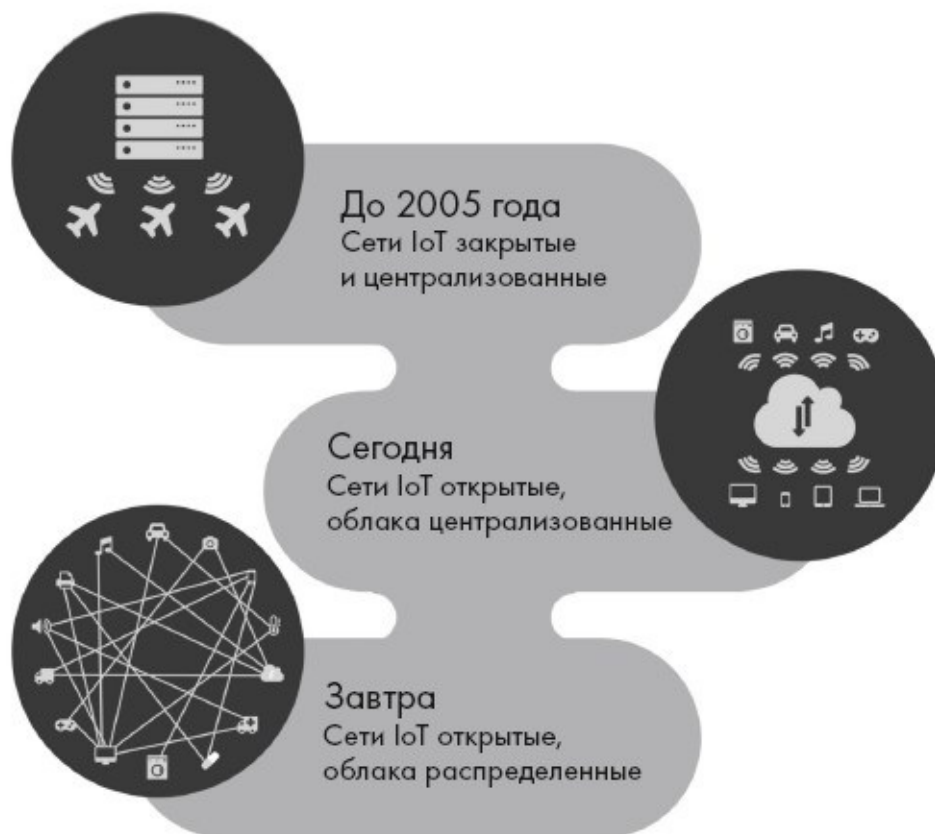 До 2005 года
Сети IoT закрытые
и централизованные
Сегодня
Сети IoT открытые,
облака централизованные
Завтра
Сети IoT открытые,
облака распределенные